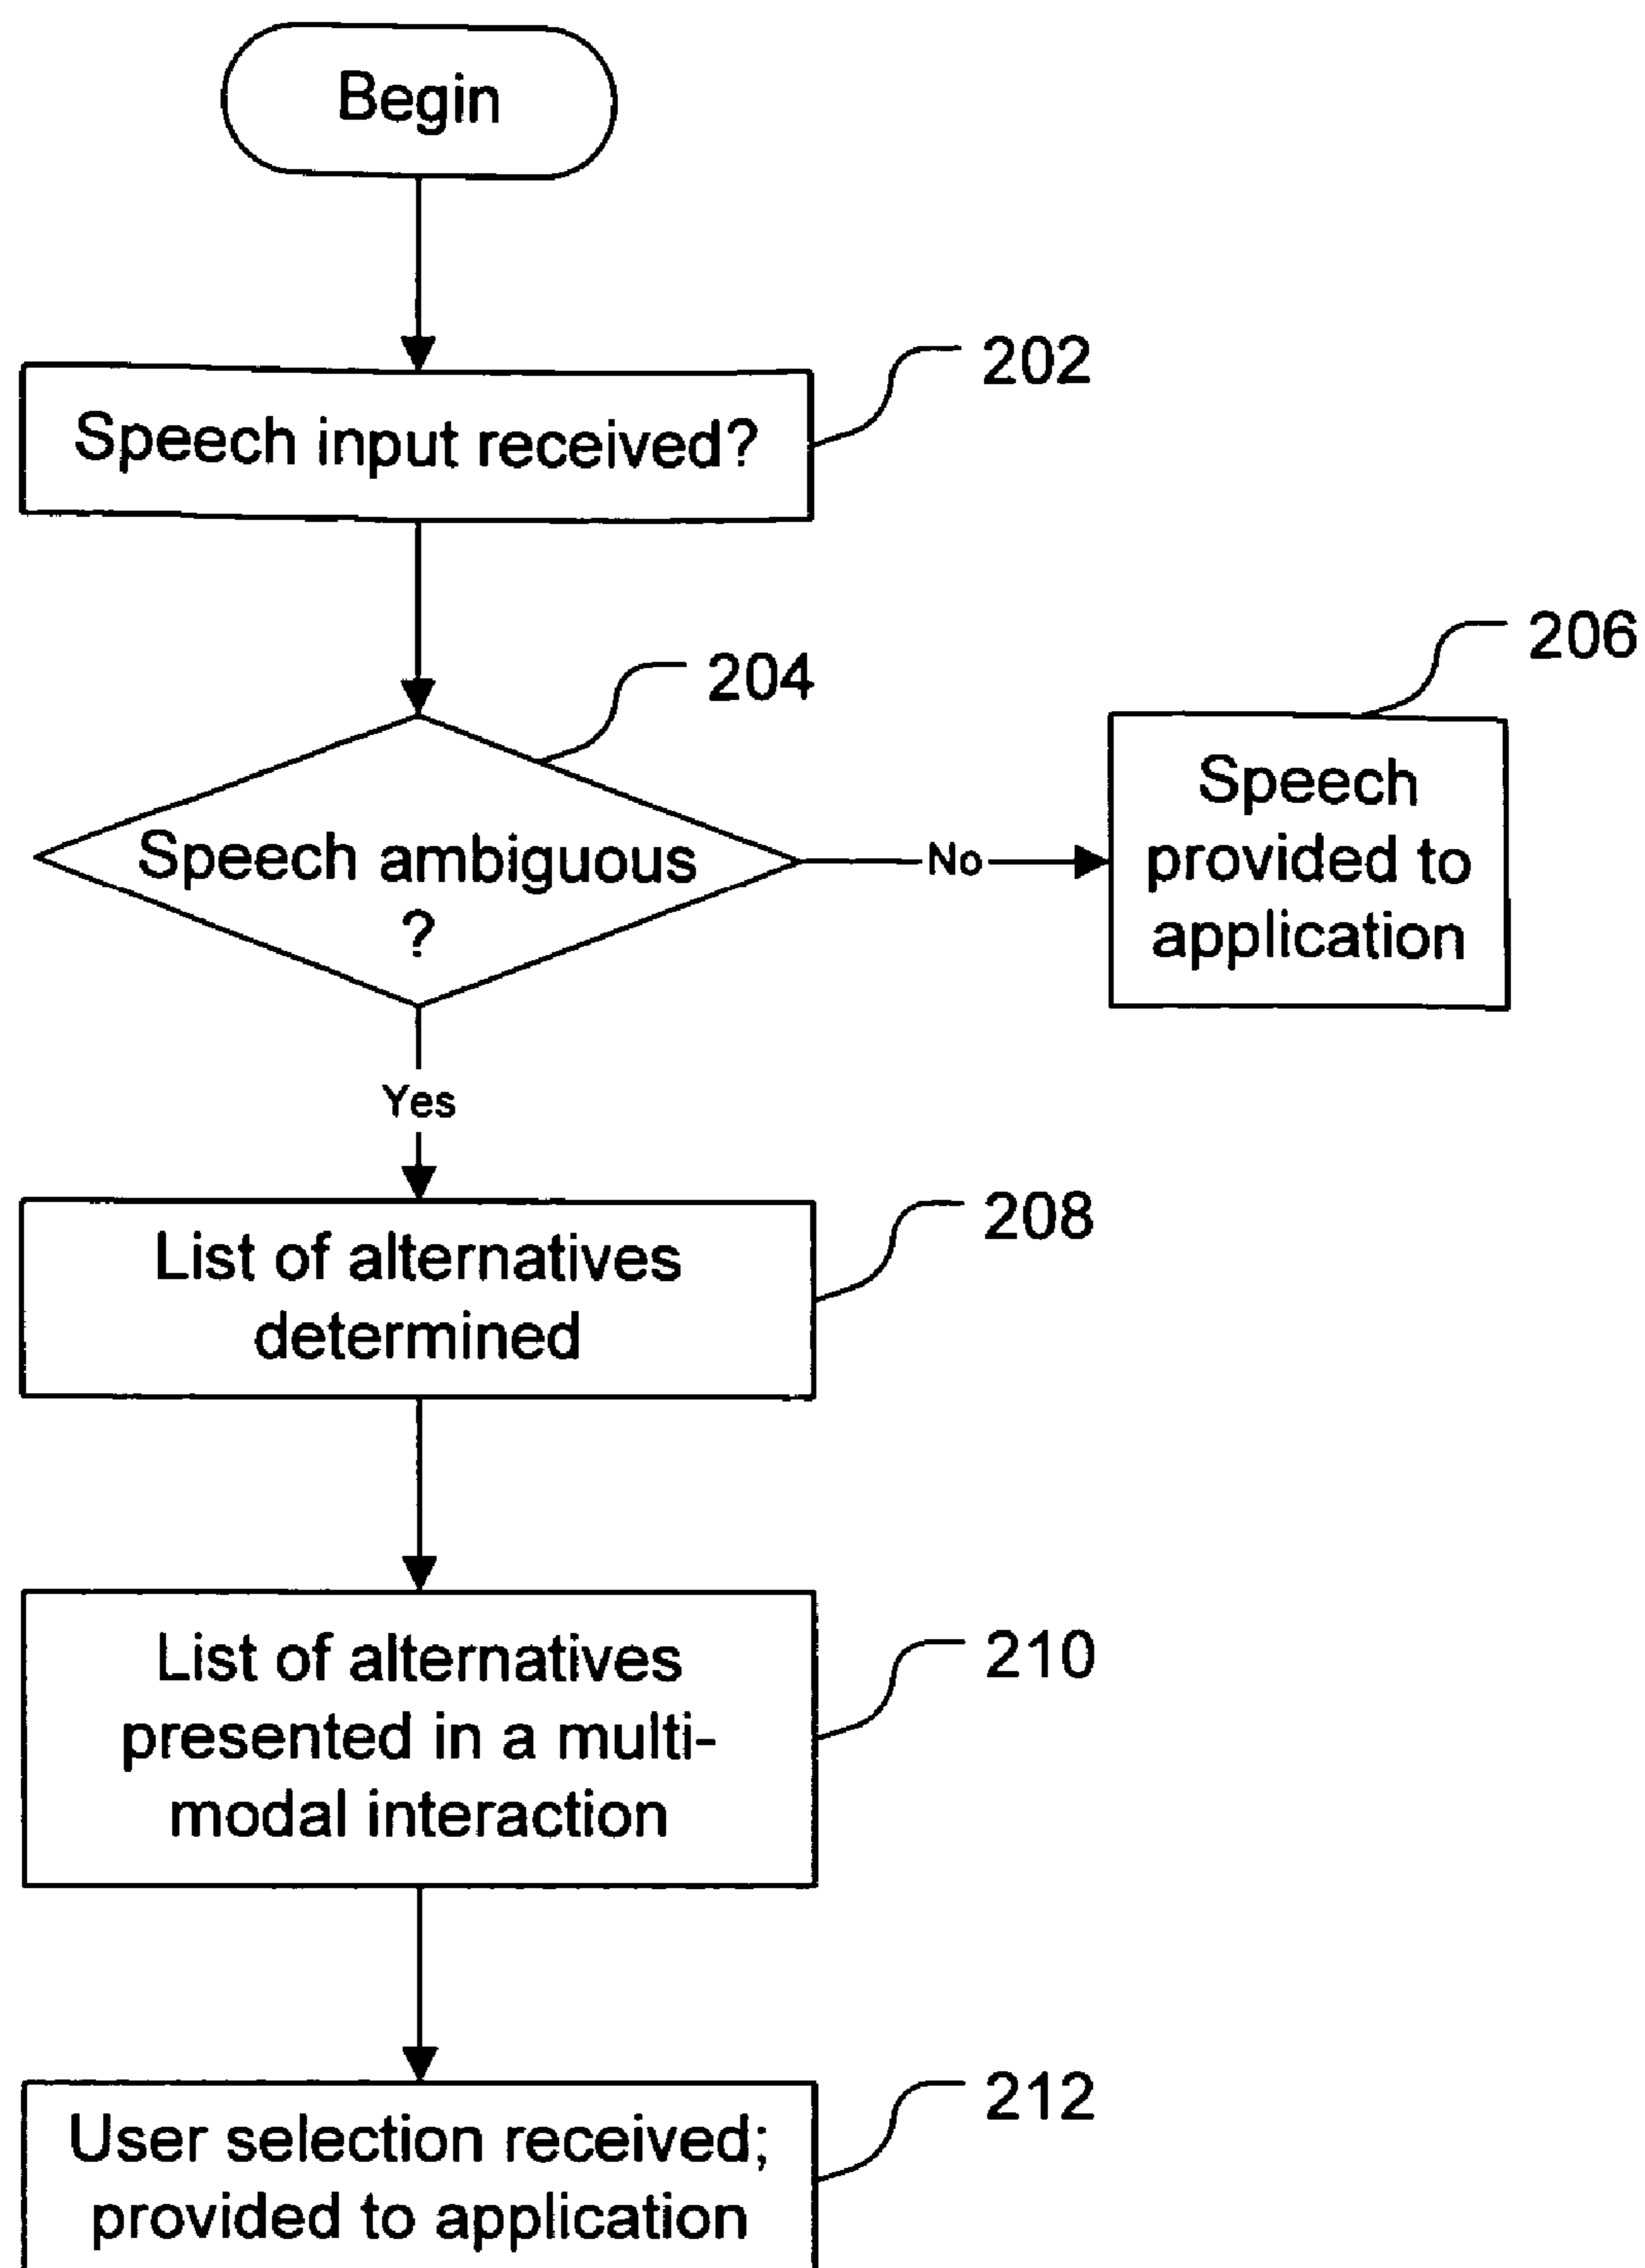 Begin
202
Speech input received?
204
206
Speech ambiguous
?
No
Speech
provided to
application
Yes
208
List of alternatives
determined
210
List of alternatives
presented in a multi-
modal interaction
212
User selection received;
provided to application